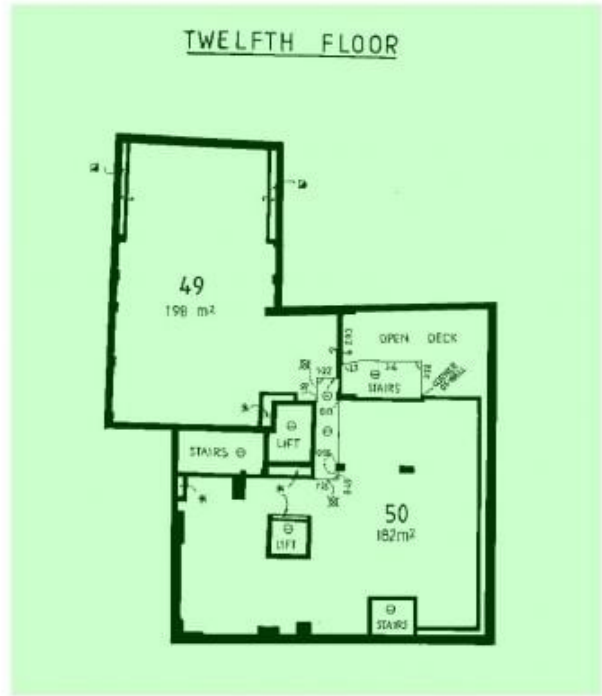 TWELFTH FLOOR
49
198 m²
OPEN DECK
STAIRS
LIFT
STAIRS
50
182m²
LIFT
STAIRS